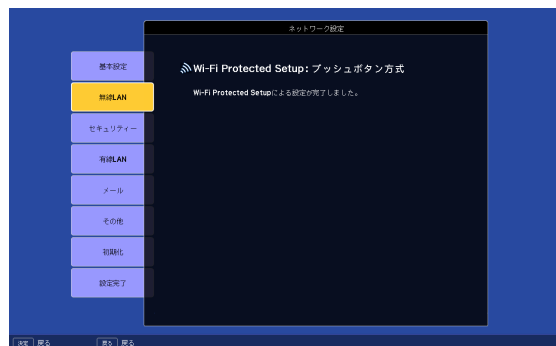 ネットワーク設定
基本設定
無線LAN
セキュリティー
有線LAN
メール
その他
初期化
設定完了
Wi-Fi Protected Setup: プッシュボタン方式
Wi-Fi Protected Setupによる設定が完了しました。
決定 戻る 戻る 戻る